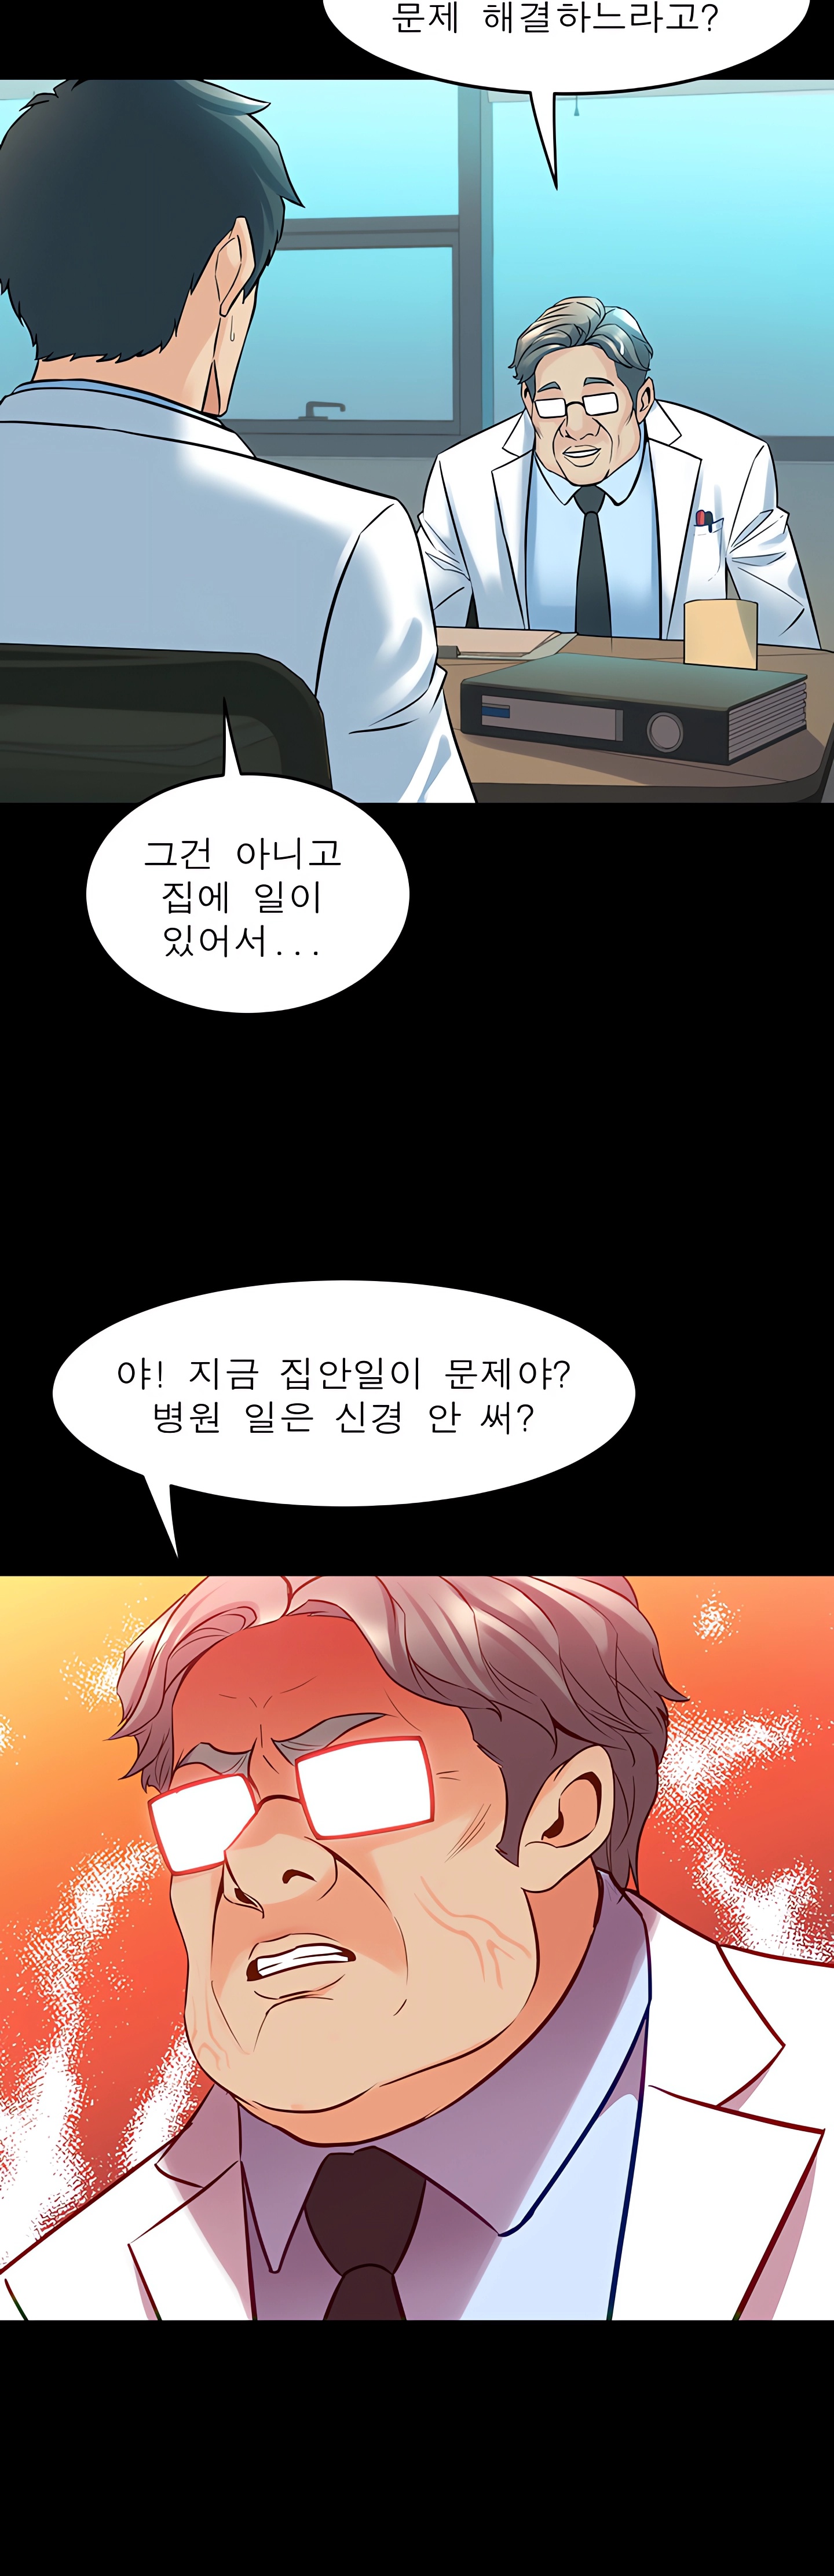 문제 해결하느라고?
그건 아니고
집에 일이
있어서...
야! 지금 집안일이 문제야?
병원 일은 신경 안 써?